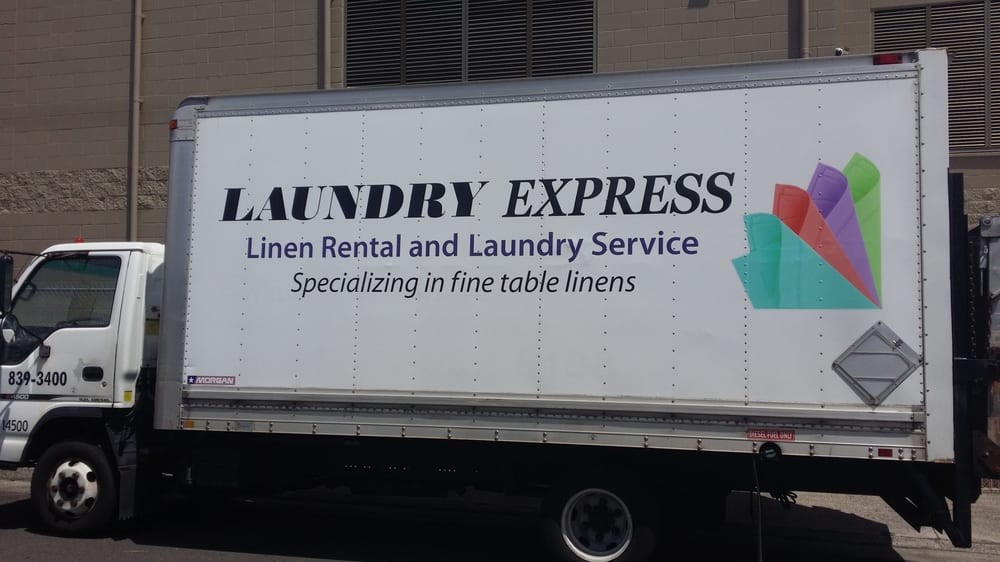 LAUNDRY EXPRESS
Linen Rental and Laundry Service
Specializing in fine table linens
839-3400
14500
MORGAN
DIESEL FUEL ONLY